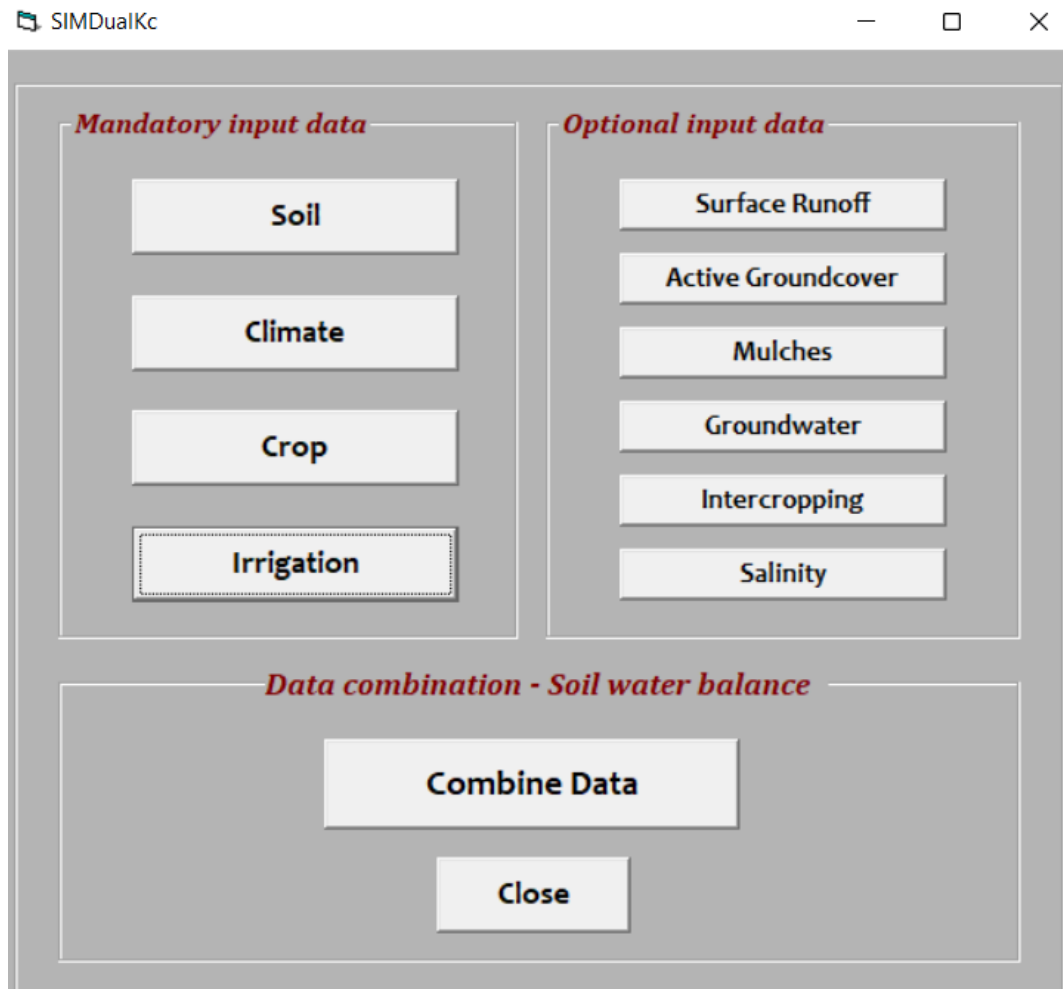 SIMDualKc
Mandatory input data
Soil
Climate
Crop
Irrigation
Optional input data
Surface Runoff
Active Groundcover
Mulches
Groundwater
Intercropping
Salinity
Data combination - Soil water balance
Combine Data
Close